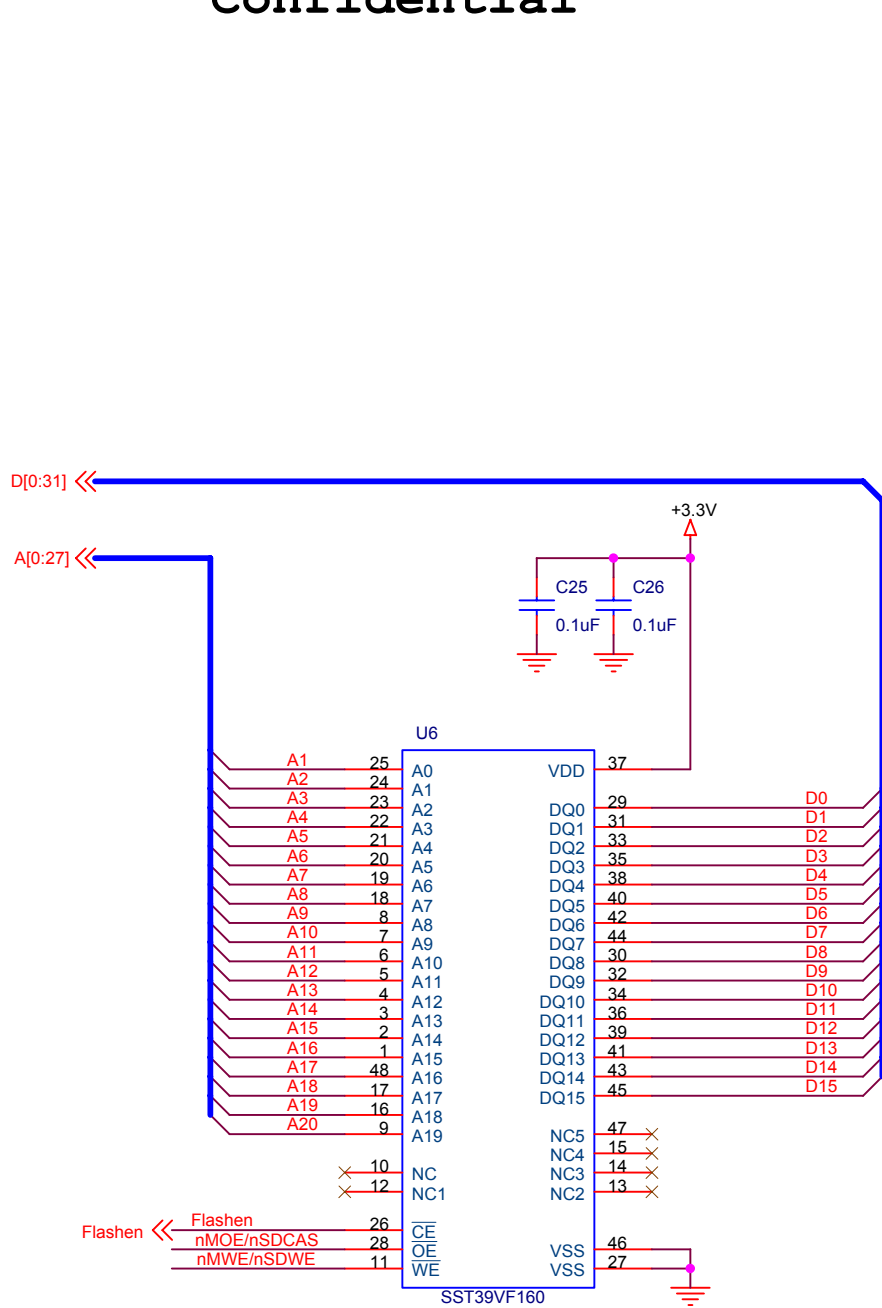 Confidential
D[0:31]
+3.3V
A[0:27]
C25 C26
0.1uF 0.1uF
U6
A1 25 A0 VDD 37
A2 24 A1
A3 23 A2 DQ0 29 D0
A4 22 A3 DQ1 31 D1
A5 21 A4 DQ2 33 D2
A6 20 A5 DQ3 35 D3
A7 19 A6 DQ4 38 D4
A8 18 A7 DQ5 40 D5
A9 8 A8 DQ6 42 D6
A10 7 A9 DQ7 44 D7
A11 6 A10 DQ8 30 D8
A12 5 A11 DQ9 32 D9
A13 4 A12 DQ10 34 D10
A14 3 A13 DQ11 36 D11
A15 2 A14 DQ12 39 D12
A16 1 A15 DQ13 41 D13
A17 48 A16 DQ14 43 D14
A18 17 A17 DQ15 45 D15
A19 16 A18
A20 9 A19 NC5 47
NC4 15
10 NC NC3 14
12 NC1 NC2 13
Flashen Flashen 26 CE
nMOE/nSDCAS 28 OE VSS 46
nMWE/nSDWE 11 WE VSS 27
SST39VF160